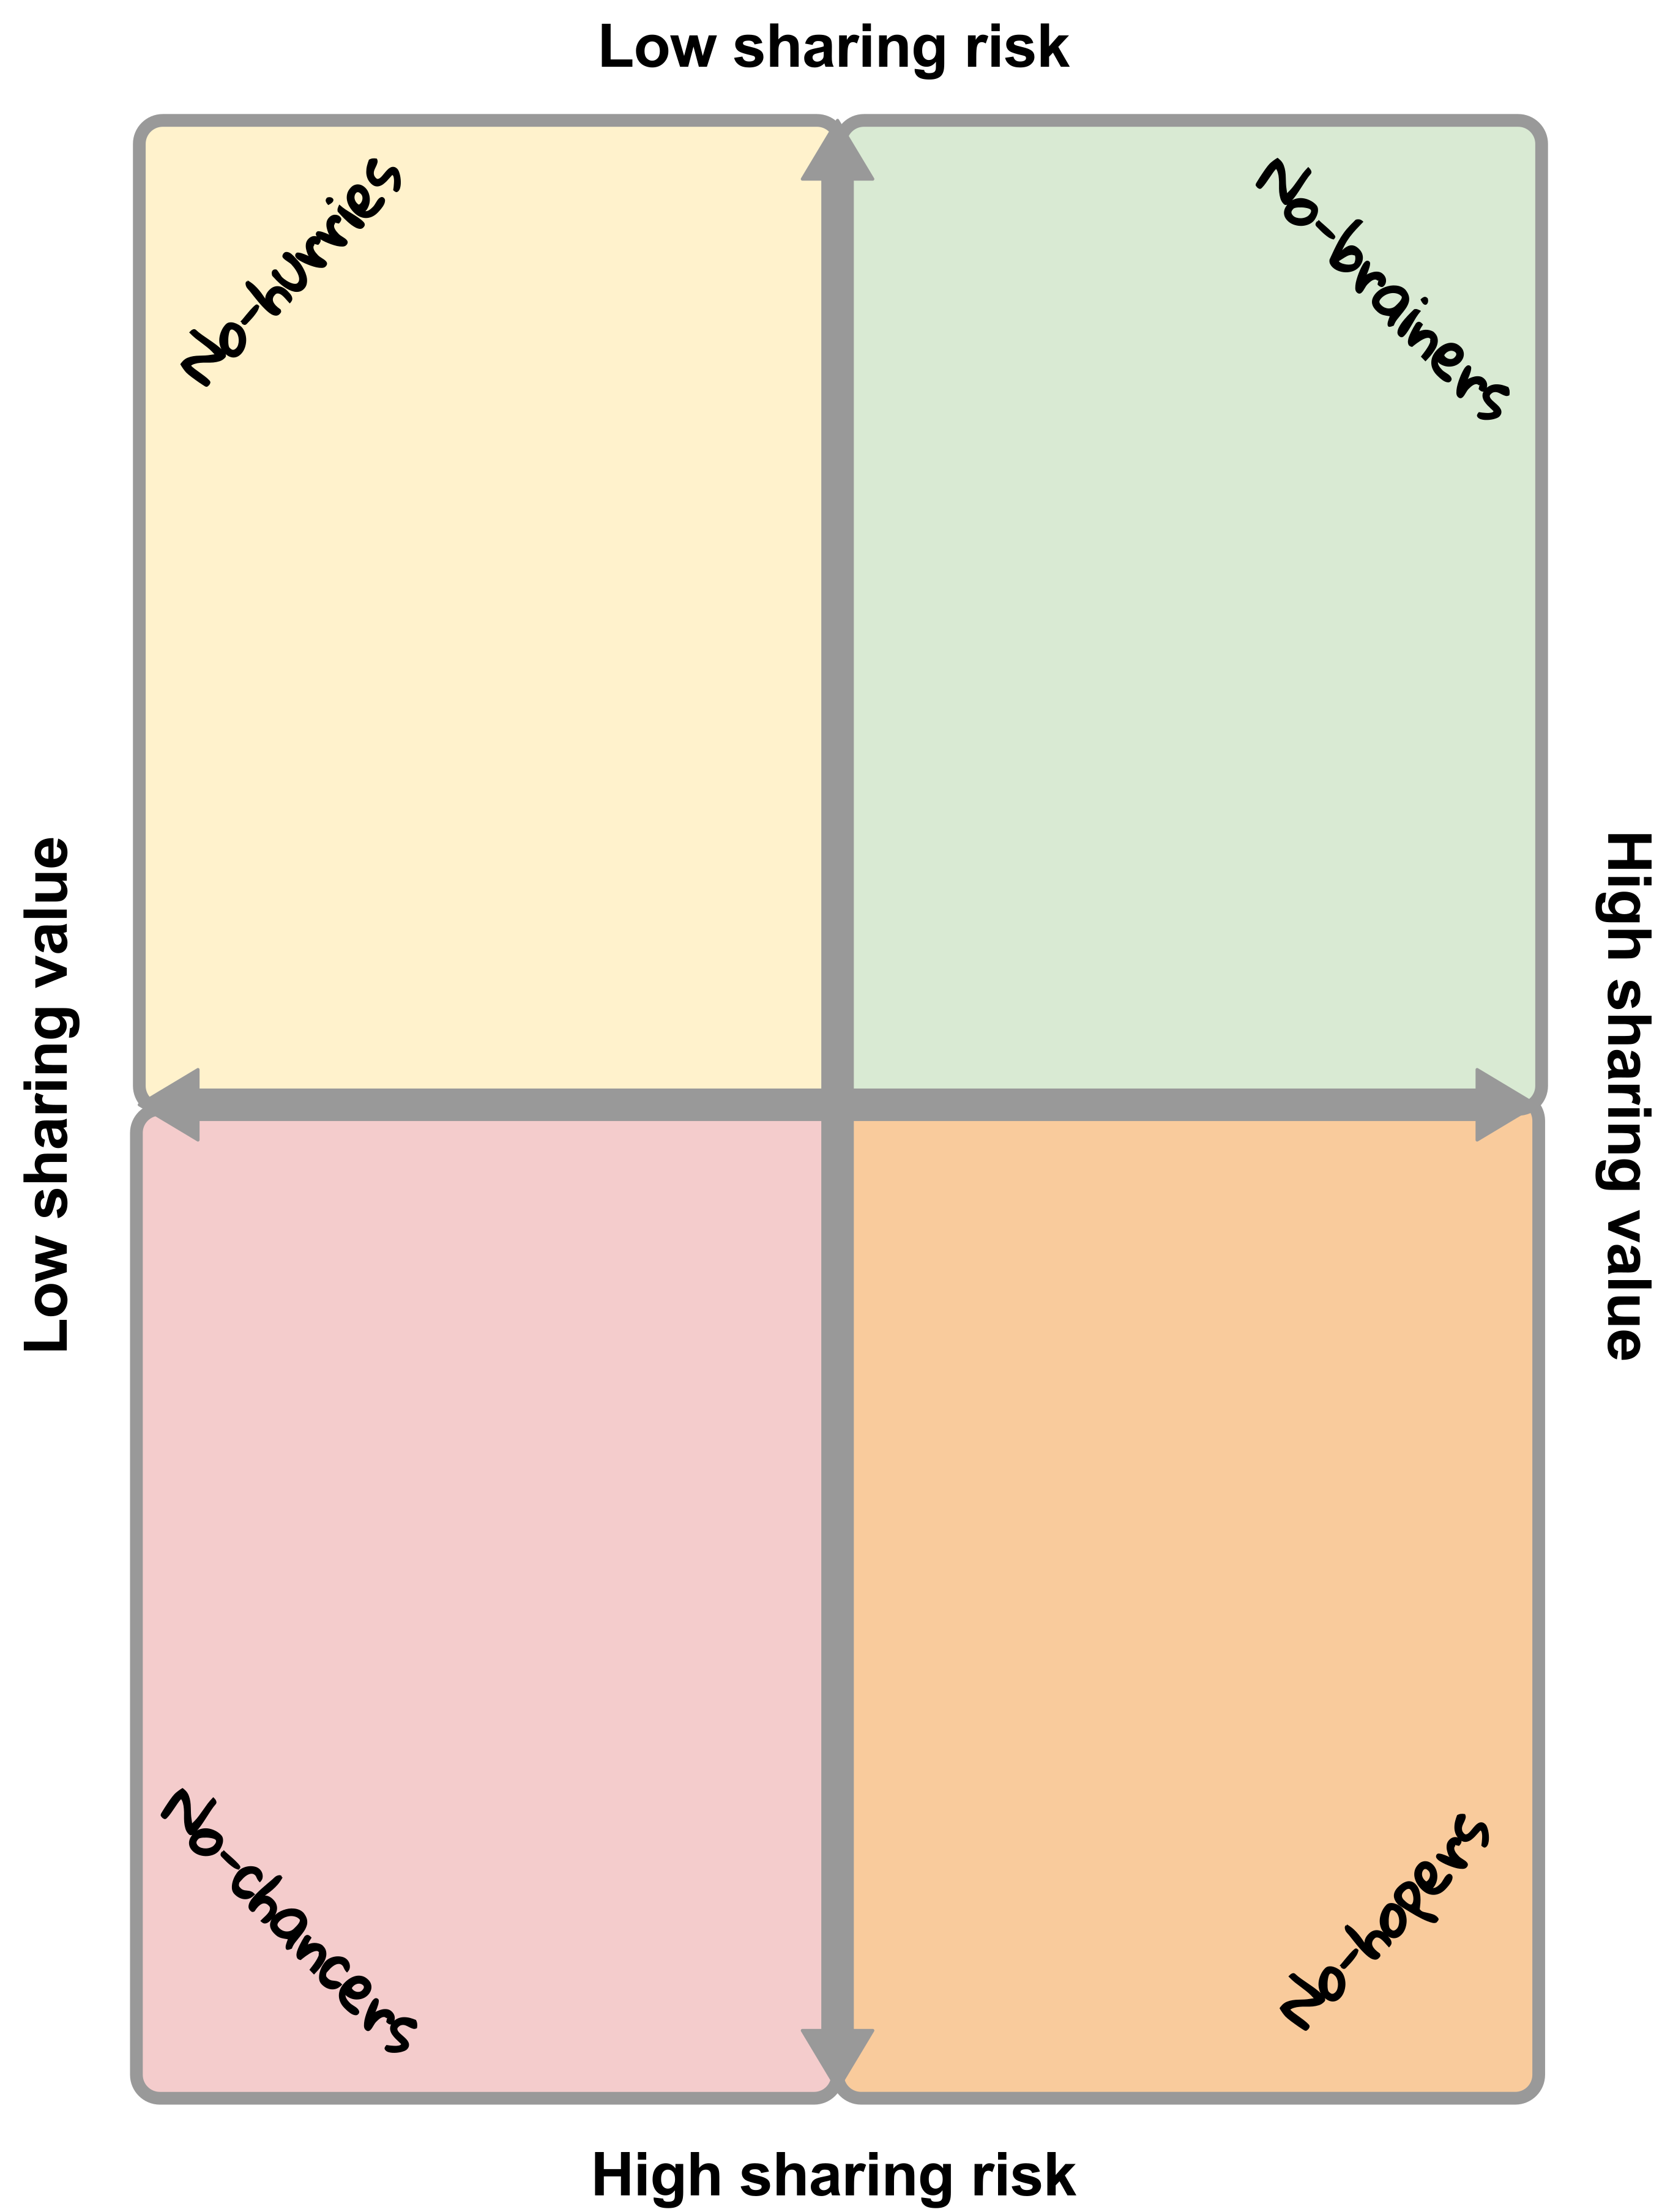 Low sharing risk
No-hurries
No-brainers
Low sharing value
High sharing value
No-chancers
No-hopers
High sharing risk